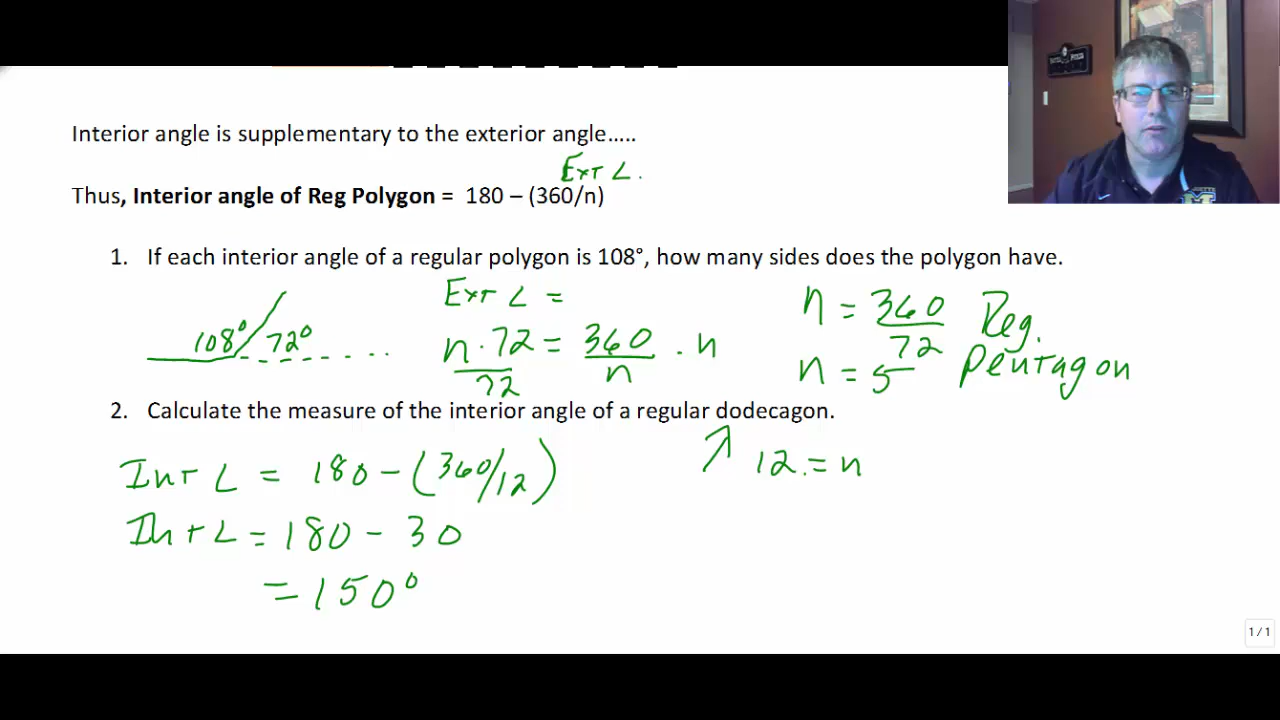 Interior angle is supplementary to the exterior angle…..
Ext ∠.
Thus, Interior angle of Reg Polygon = 180 – (360/n)
1. If each interior angle of a regular polygon is 108°, how many sides does the polygon have.
108° 72°
Ext ∠ =
n · 72 = 360 · n
72 n
n = 360
72
n = 5
Reg.
Pentagon
2. Calculate the measure of the interior angle of a regular dodecagon.
12 = n
Int ∠ = 180 – (360/12)
Int ∠ = 180 – 30
= 150°
M
1 / 1